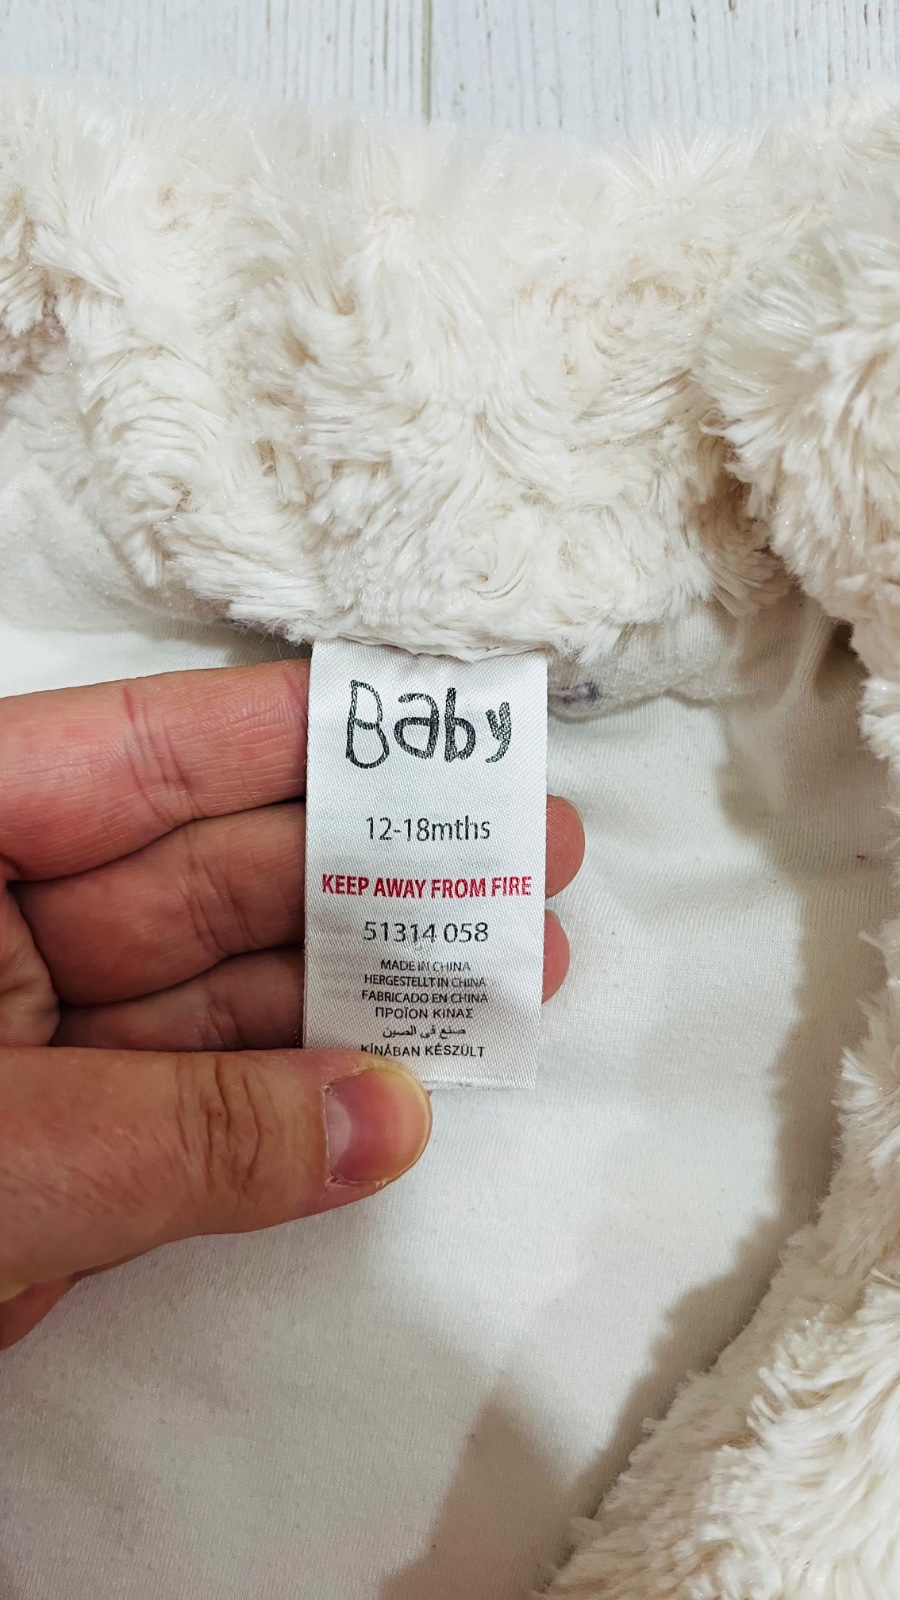 Baby
12-18mths
KEEP AWAY FROM FIRE
51314 058
MADE IN CHINA
HERGESTELLT IN CHINA
FABRICADO EN CHINA
ΠΡΟΪΟΝ ΚΙΝΑΣ
صنع في الصين
KÍNÁBAN KÉSZÜLT